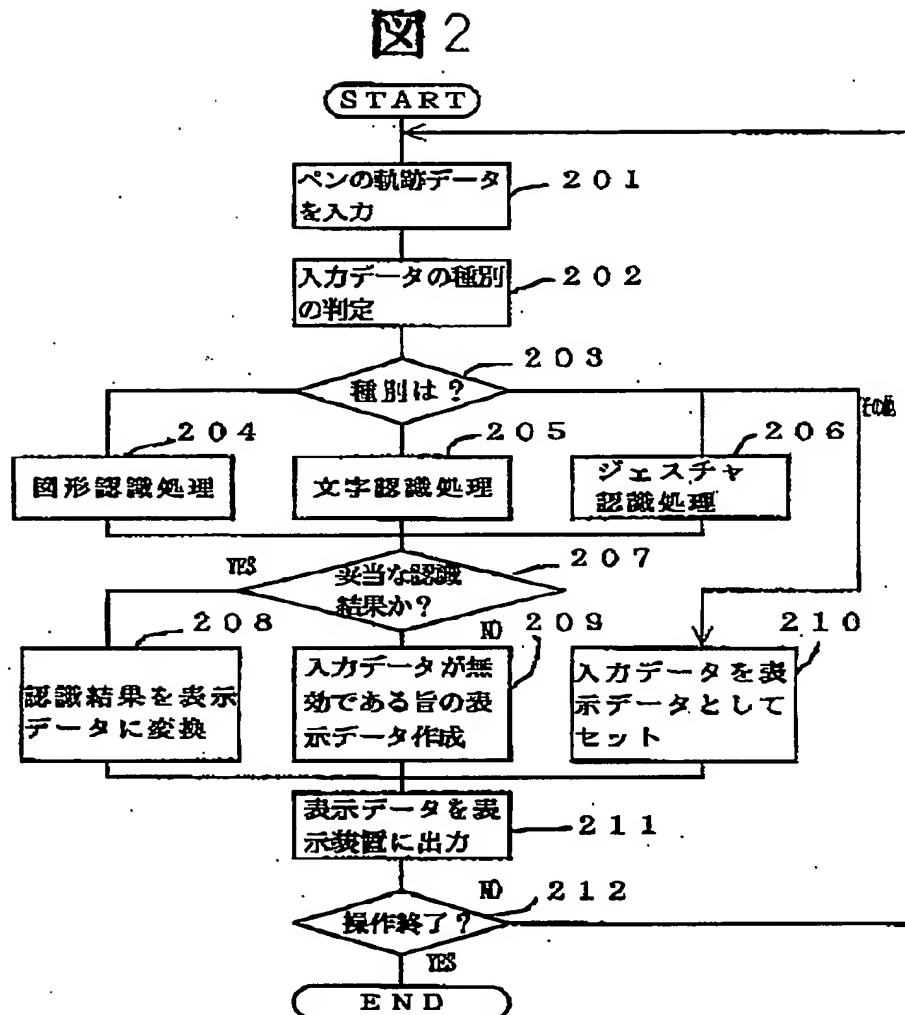 図2
START
ペンの軌跡データ
を入力
201
入力データの種別
の判定
202
種別は?
203
その他
図形認識処理
204
文字認識処理
205
ジェスチャ
認識処理
206
妥当な認識
結果か?
207
YES
NO
認識結果を表示
データに変換
208
入力データが無
効である旨の表
示データ作成
209
入力データを表
示データとして
セット
210
表示データを表
示装置に出力
211
操作終了?
212
NO
YES
END